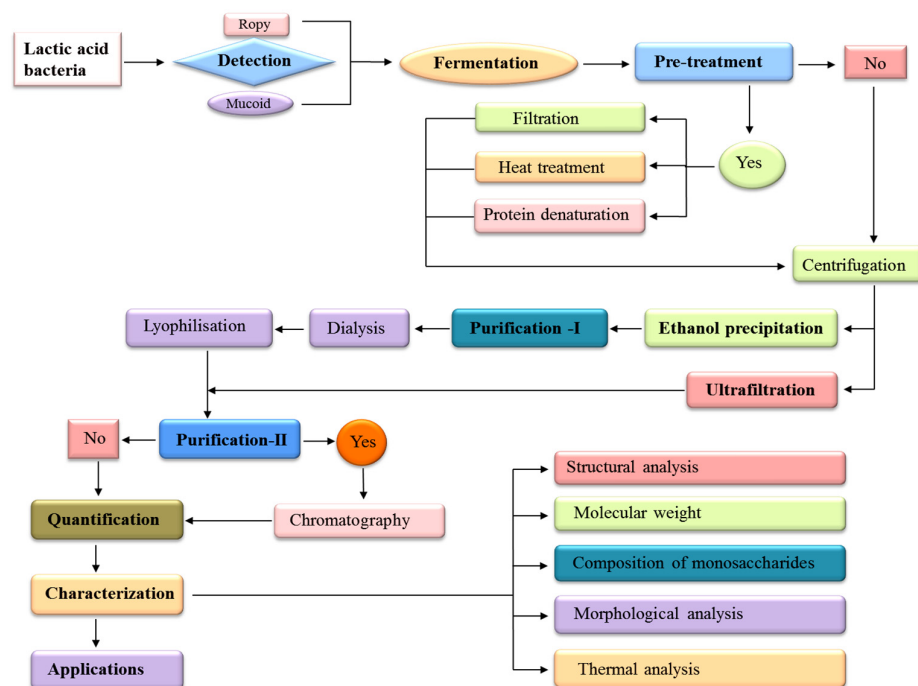 Ropy
Lactic acid
bacteria
Detection
Fermentation
Pre-treatment
No
Mucoid
Filtration
Yes
Heat treatment
Protein denaturation
Centrifugation
Lyophilisation
Dialysis
Purification -I
Ethanol precipitation
Ultrafiltration
No
Purification-II
Yes
Structural analysis
Quantification
Chromatography
Molecular weight
Composition of monosaccharides
Characterization
Morphological analysis
Applications
Thermal analysis